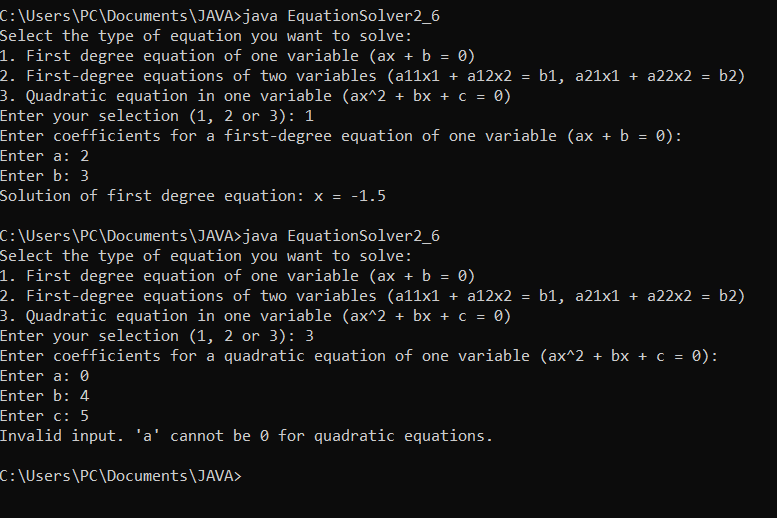 C:\Users\PC\Documents\JAVA>java EquationSolver2_6
Select the type of equation you want to solve:
1. First degree equation of one variable (ax + b = 0)
2. First-degree equations of two variables (a11x1 + a12x2 = b1, a21x1 + a22x2 = b2)
3. Quadratic equation in one variable (ax^2 + bx + c = 0)
Enter your selection (1, 2 or 3): 1
Enter coefficients for a first-degree equation of one variable (ax + b = 0):
Enter a: 2
Enter b: 3
Solution of first degree equation: x = -1.5
C:\Users\PC\Documents\JAVA>java EquationSolver2_6
Select the type of equation you want to solve:
1. First degree equation of one variable (ax + b = 0)
2. First-degree equations of two variables (a11x1 + a12x2 = b1, a21x1 + a22x2 = b2)
3. Quadratic equation in one variable (ax^2 + bx + c = 0)
Enter your selection (1, 2 or 3): 3
Enter coefficients for a quadratic equation of one variable (ax^2 + bx + c = 0):
Enter a: 0
Enter b: 4
Enter c: 5
Invalid input. 'a' cannot be 0 for quadratic equations.
C:\Users\PC\Documents\JAVA>